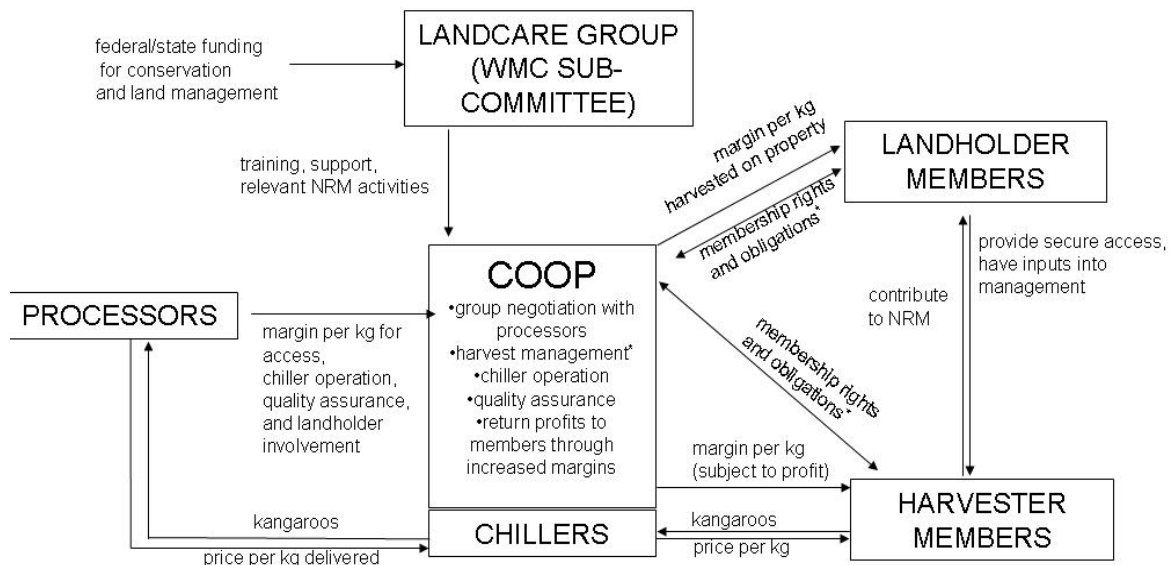 LANDCARE GROUP
(WMC SUB-
COMMITTEE)
federal/state funding
for conservation
and land management
training, support,
relevant NRM activities
margin per kg
harvested on property
membership rights
and obligations*
LANDHOLDER
MEMBERS
provide secure access,
have inputs into
management
contribute
to NRM
COOP
•group negotiation with
processors
•harvest management*
•chiller operation
•quality assurance
•return profits to
members through
increased margins
PROCESSORS
margin per kg for
access,
chiller operation,
quality assurance,
and landholder
involvement
membership rights
and obligations*
margin per kg
(subject to profit)
kangaroos
price per kg delivered
CHILLERS
kangaroos
price per kg
HARVESTER
MEMBERS